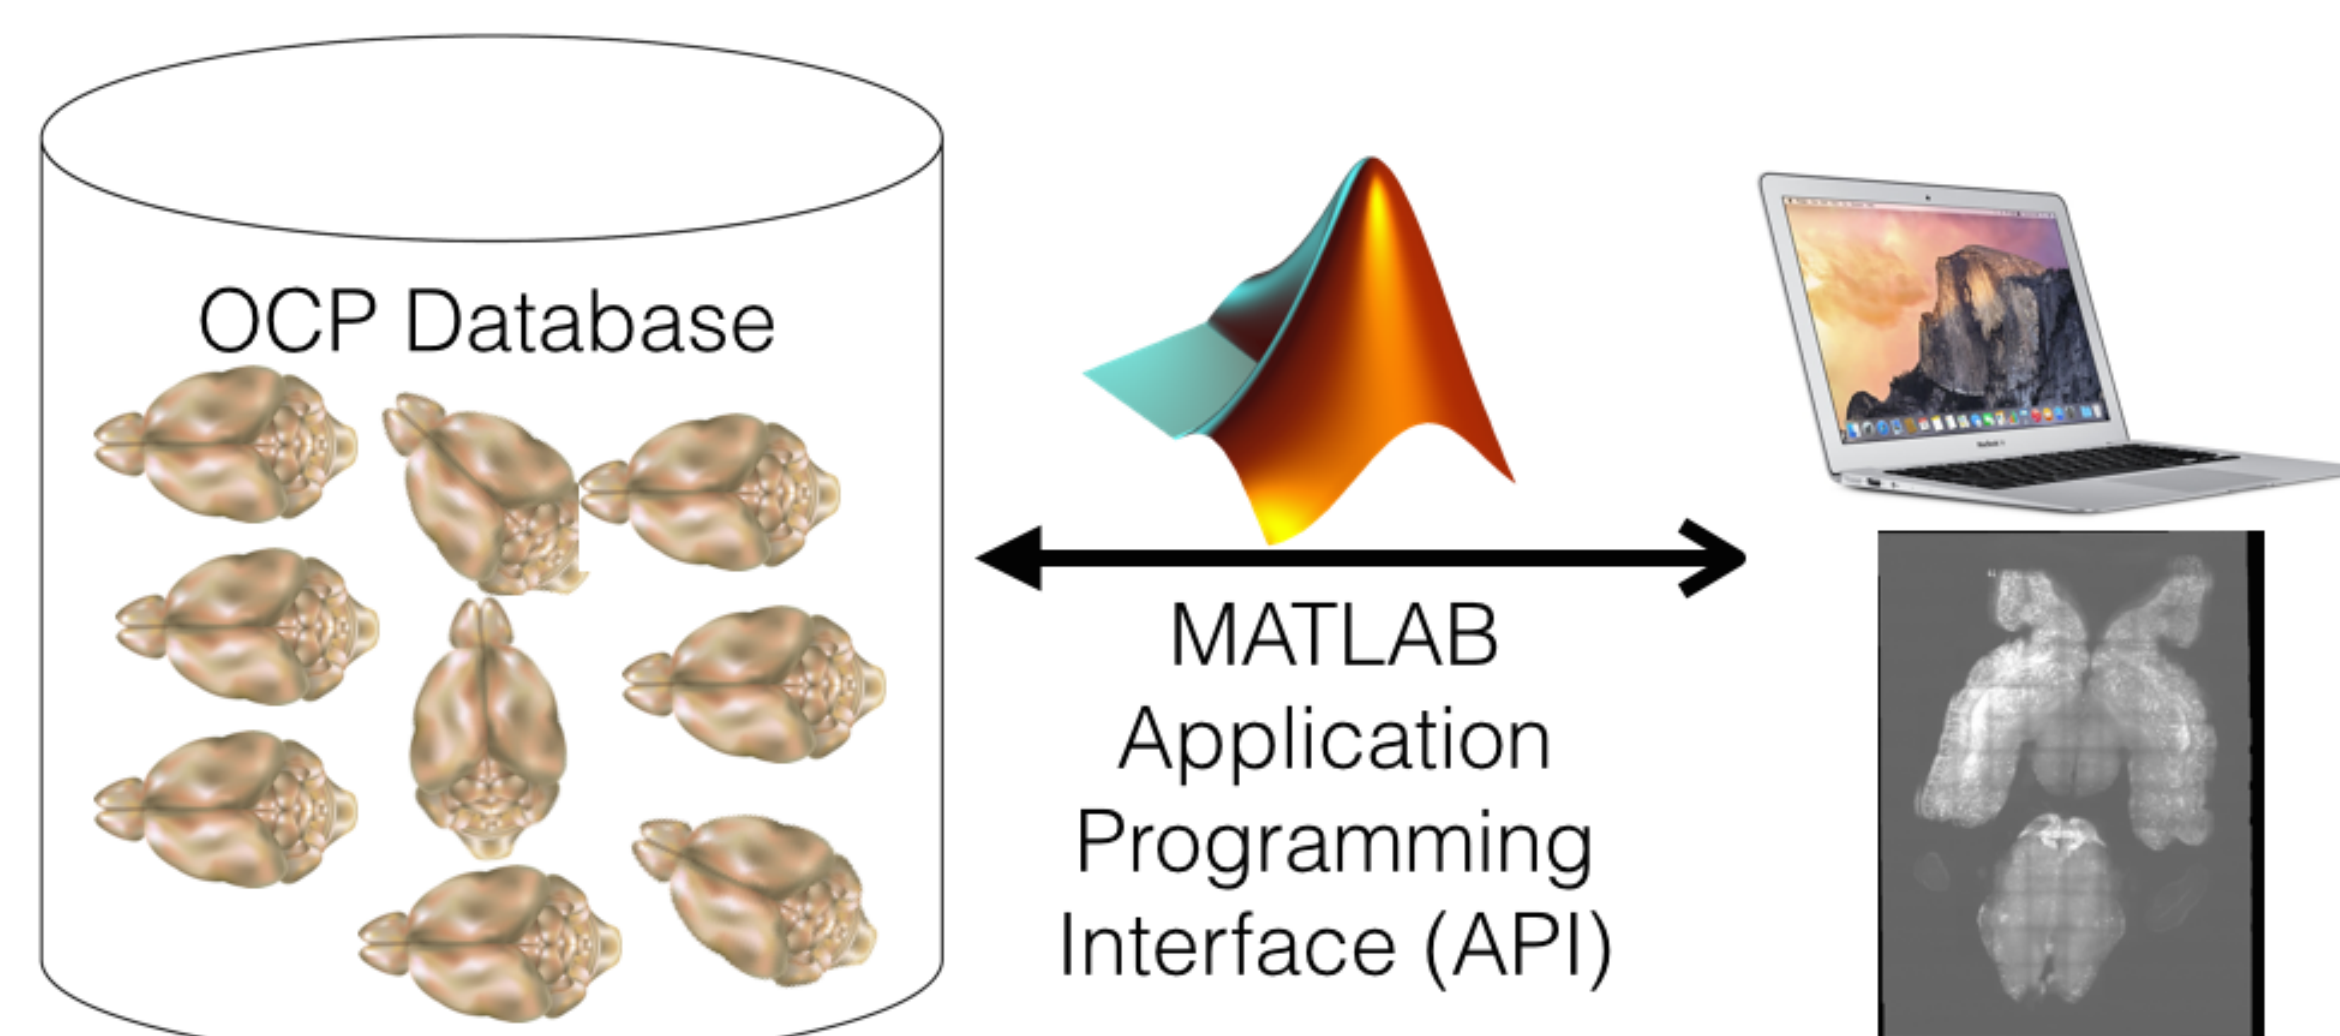 OCP Database
MATLAB
Application
Programming
Interface (API)